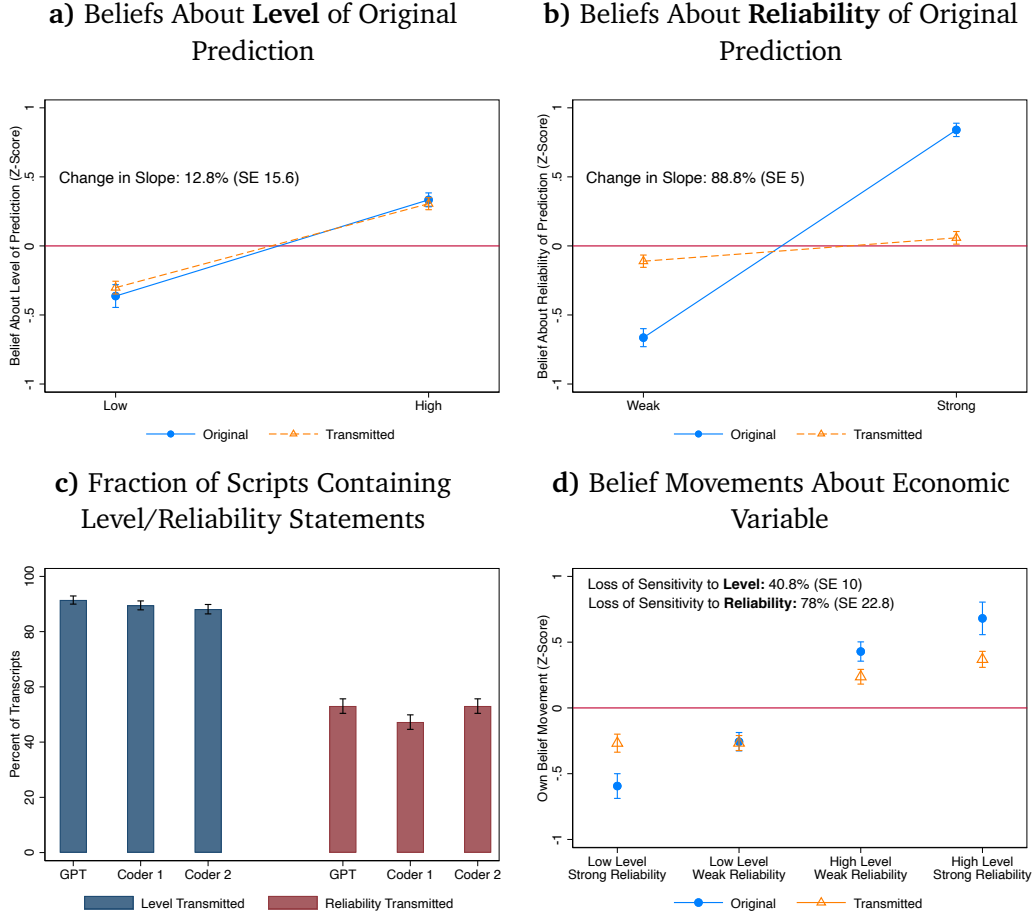 a) Beliefs About Level of Original
Prediction
Belief About Level of Prediction (Z-Score)
1
.5
0
-.5
-1
Change in Slope: 12.8% (SE 15.6)
Low
High
Original
Transmitted
b) Beliefs About Reliability of Original
Prediction
Belief About Reliability of Prediction (Z-Score)
1
.5
0
-.5
-1
Change in Slope: 88.8% (SE 5)
Weak
Strong
Original
Transmitted
c) Fraction of Scripts Containing
Level/Reliability Statements
Percent of Transcripts
100
80
60
40
20
0
GPT
Coder 1
Coder 2
GPT
Coder 1
Coder 2
Level Transmitted
Reliability Transmitted
d) Belief Movements About Economic
Variable
Own Belief Movement (Z-Score)
1
.5
0
-.5
-1
Loss of Sensitivity to Level: 40.8% (SE 10)
Loss of Sensitivity to Reliability: 78% (SE 22.8)
Low Level
Strong Reliability
Low Level
Weak Reliability
High Level
Weak Reliability
High Level
Strong Reliability
Original
Transmitted